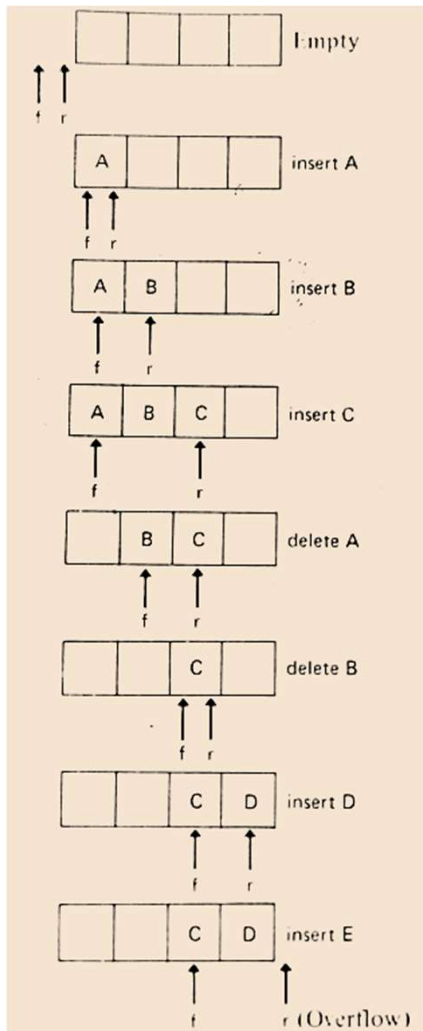 Empty
f r
A insert A
f r
A B insert B
f r
A B C insert C
f r
B C delete A
f r
C delete B
f r
C D insert D
f r
C D insert E
f r (Overflow)